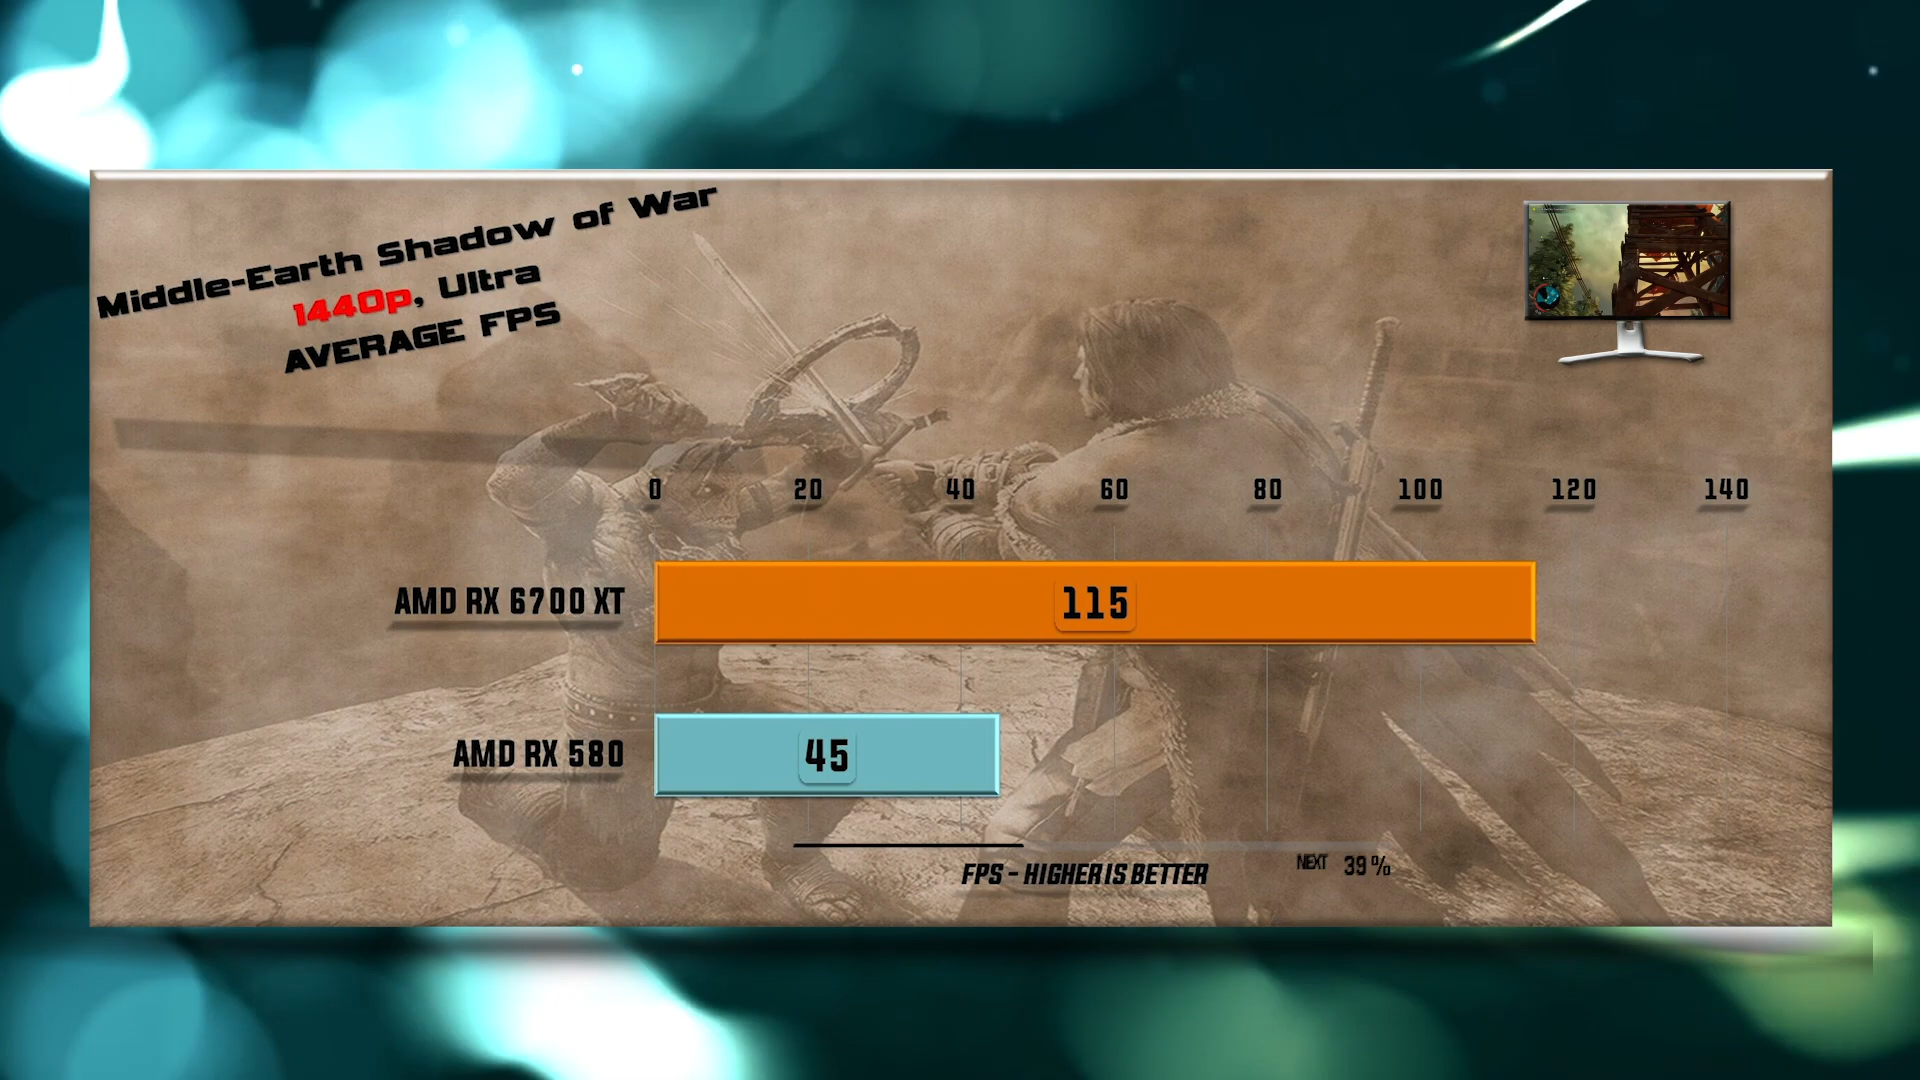 Middle-Earth Shadow of War
1440p, Ultra
AVERAGE FPS
0 20 40 60 80 100 120 140
AMD RX 6700 XT 115
AMD RX 580 45
FPS - HIGHER IS BETTER
NEXT 39 %